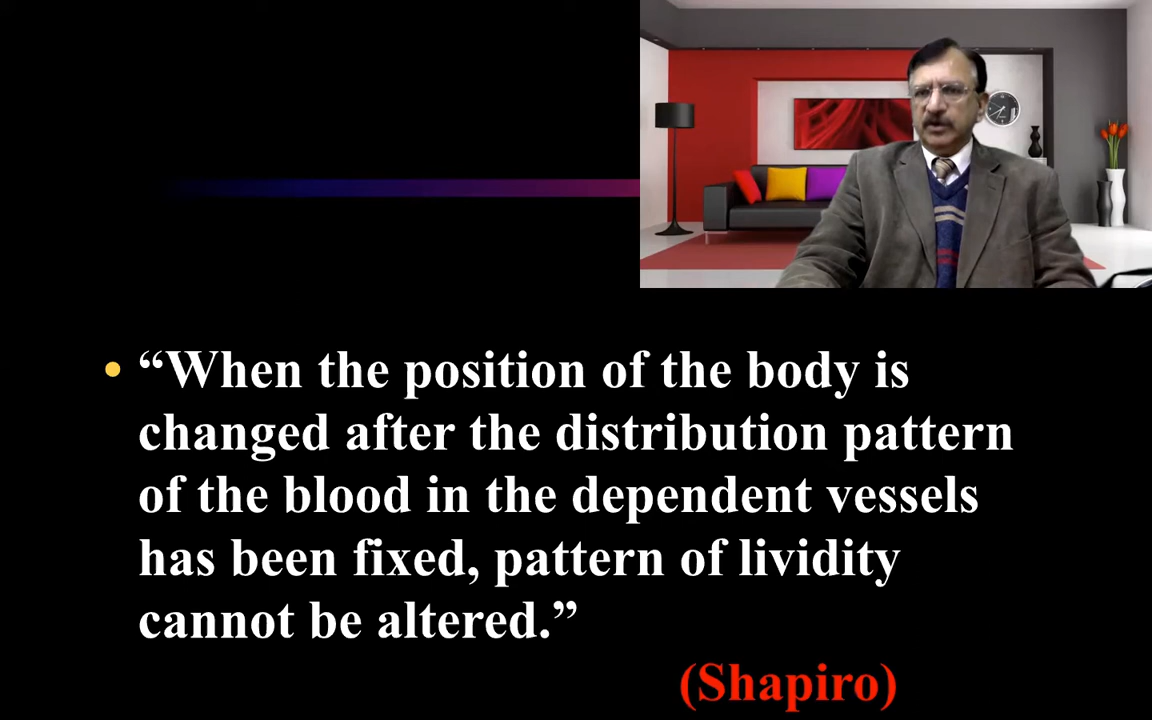 “When the position of the body is
changed after the distribution pattern
of the blood in the dependent vessels
has been fixed, pattern of lividity
cannot be altered.”
(Shapiro)